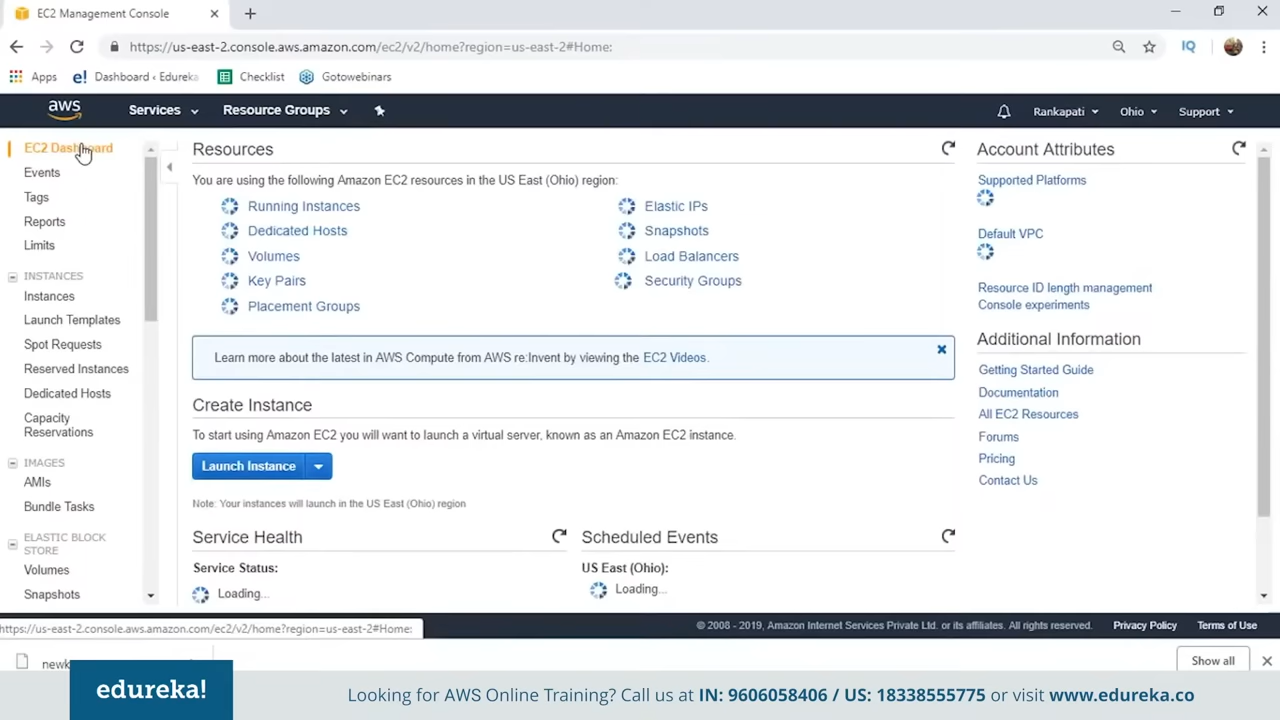 EC2 Management Console
https://us-east-2.console.aws.amazon.com/ec2/v2/home?region=us-east-2#Home:
IQ
Apps
e! Dashboard ‹ Edureka
Checklist
Gotowebinars
aws
Services
Resource Groups
Rankapati
Ohio
Support
EC2 Dashboard
Events
Tags
Reports
Limits
INSTANCES
Instances
Launch Templates
Spot Requests
Reserved Instances
Dedicated Hosts
Capacity
Reservations
IMAGES
AMIs
Bundle Tasks
ELASTIC BLOCK
STORE
Volumes
Snapshots
Resources
You are using the following Amazon EC2 resources in the US East (Ohio) region:
Running Instances
Elastic IPs
Dedicated Hosts
Snapshots
Volumes
Load Balancers
Key Pairs
Security Groups
Placement Groups
Learn more about the latest in AWS Compute from AWS re:Invent by viewing the EC2 Videos.
Create Instance
To start using Amazon EC2 you will want to launch a virtual server, known as an Amazon EC2 instance.
Launch Instance
Note: Your instances will launch in the US East (Ohio) region
Service Health
Service Status:
Loading...
Scheduled Events
US East (Ohio):
Loading...
Account Attributes
Supported Platforms
Default VPC
Resource ID length management
Console experiments
Additional Information
Getting Started Guide
Documentation
All EC2 Resources
Forums
Pricing
Contact Us
https://us-east-2.console.aws.amazon.com/ec2/v2/home?region=us-east-2#Home:
© 2008 - 2019, Amazon Internet Services Private Ltd. or its affiliates. All rights reserved.
Privacy Policy
Terms of Use
Show all
edureka!
Looking for AWS Online Training? Call us at IN: 9606058406 / US: 18338555775 or visit www.edureka.co